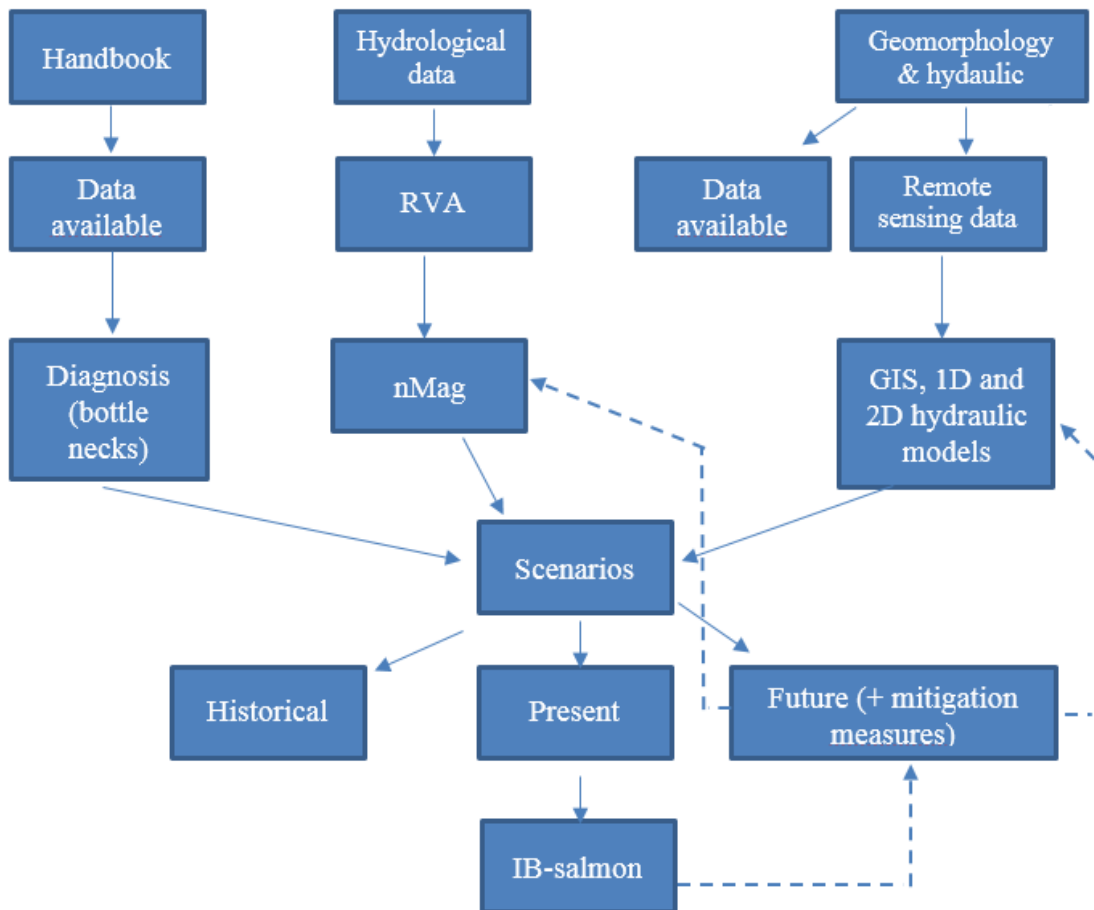 Handbook
Hydrological
data
Geomorphology
& hydaulic
Data
available
RVA
Data
available
Remote
sensing data
Diagnosis
(bottle
necks)
nMag
GIS, 1D and
2D hydraulic
models
Scenarios
Historical
Present
Future (+ mitigation
measures)
IB-salmon